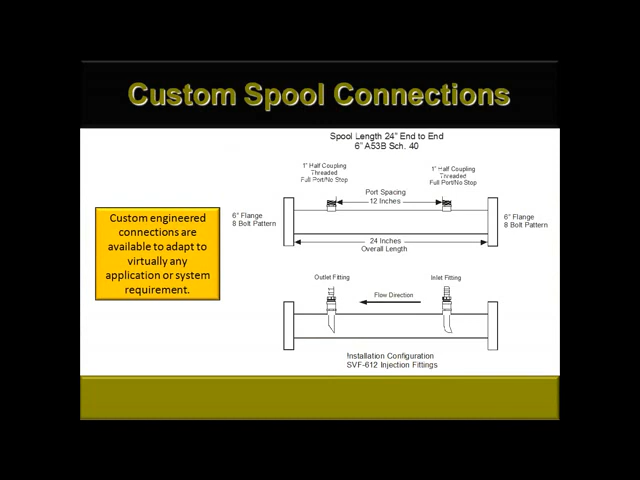 Custom Spool Connections
Spool Length 24" End to End
6" A53B Sch. 40
1" Half Coupling
Threaded
Full Port/No Stop
1" Half Coupling
Threaded
Full Port/No Stop
Port Spacing
12 Inches
6" Flange
8 Bolt Pattern
6" Flange
8 Bolt Pattern
24 Inches
Overall Length
Custom engineered
connections are
available to adapt to
virtually any
application or system
requirement.
Outlet Fitting
Inlet Fitting
Flow Direction
Installation Configuration
SVF-612 Injection Fittings